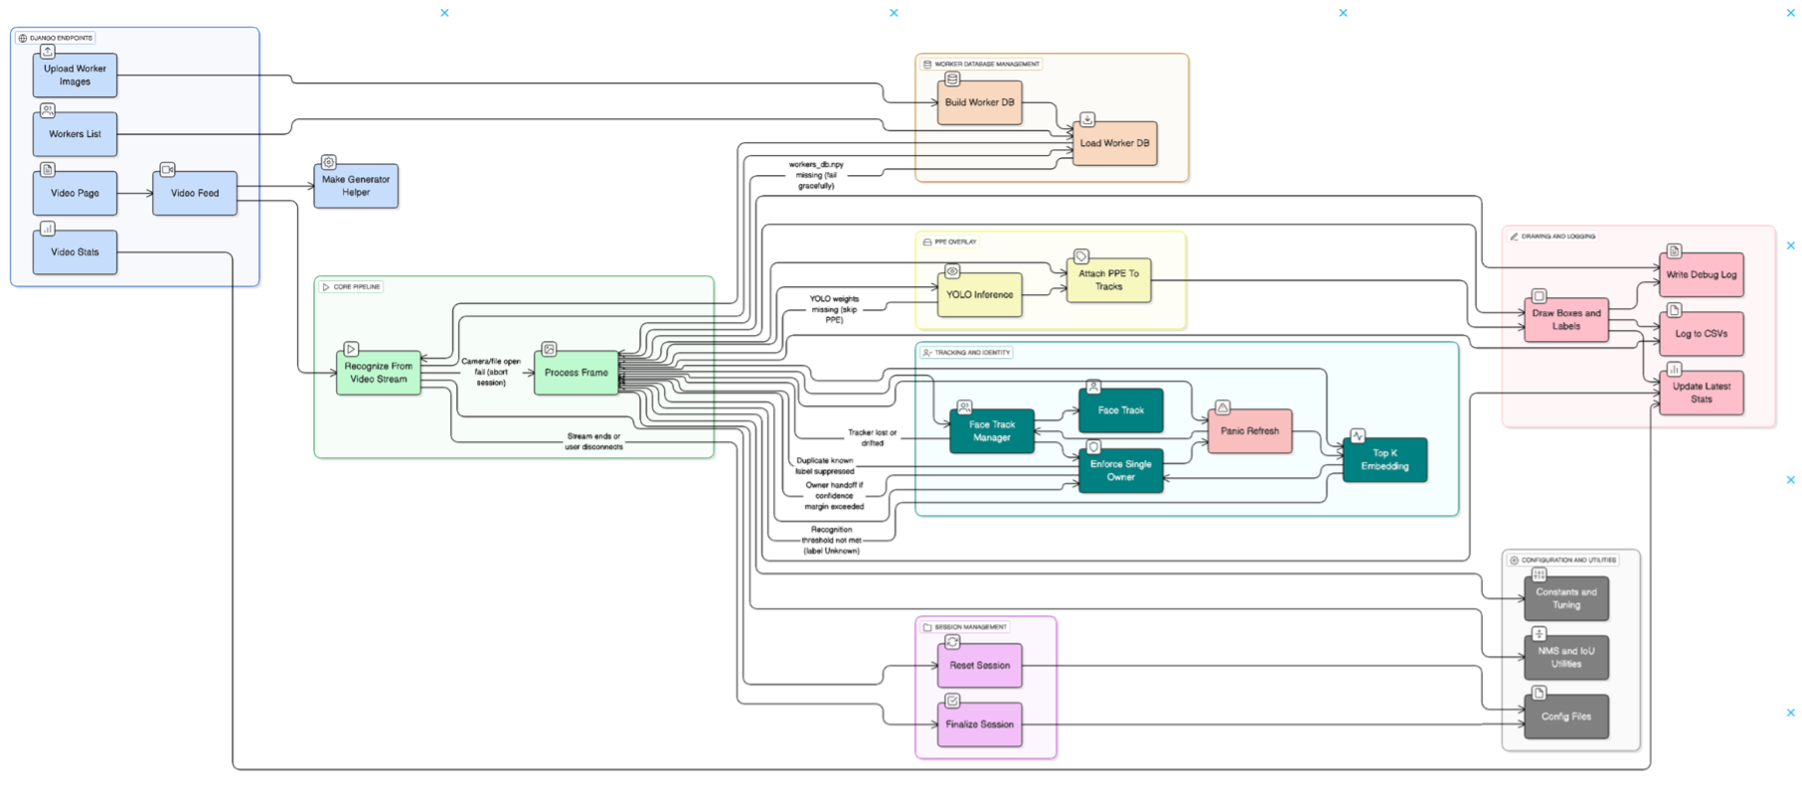 DJANGO ENDPOINTS
Upload Worker
Images
Workers List
Video Page
Video Feed
Video Stats
Make Generator
Helper
CORE PIPELINE
Recognize From
Video Stream
Camera/file open
fail (abort
session)
Process Frame
Stream ends or
user disconnects
WORKER DATABASE MANAGEMENT
Build Worker DB
Load Worker DB
workers_db.npy
missing (fail
gracefully)
PPE OVERLAY
YOLO Inference
Attach PPE To
Tracks
YOLO weights
missing (skip
PPE)
TRACKING AND IDENTITY
Face Track
Manager
Face Track
Enforce Single
Owner
Panic Refresh
Top K
Embedding
Tracker lost or
drifted
Duplicate known
label suppressed
Owner handoff if
confidence
margin exceeded
Recognition
threshold not met
(label Unknown)
DRAWING AND LOGGING
Write Debug Log
Draw Boxes and
Labels
Log to CSVs
Update Latest
Stats
CONFIGURATION AND UTILITIES
Constants and
Tuning
NMS and IoU
Utilities
Config Files
SESSION MANAGEMENT
Reset Session
Finalize Session